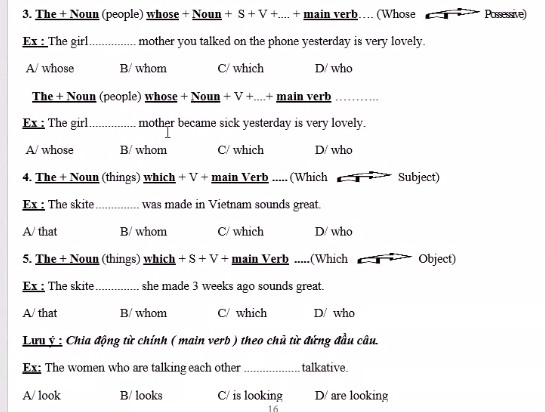 3. The + Noun (people) whose + Noun + S + V +.... + main verb.… (Whose Possessive)
Ex : The girl............... mother you talked on the phone yesterday is very lovely.
A/ whose B/ whom C/ which D/ who
The + Noun (people) whose + Noun + V +....+ main verb ………..
Ex : The girl............... mother became sick yesterday is very lovely.
A/ whose B/ whom C/ which D/ who
4. The + Noun (things) which + V + main Verb ..... (Which Subject)
Ex : The skite.............. was made in Vietnam sounds great.
A/ that B/ whom C/ which D/ who
5. The + Noun (things) which + S + V + main Verb .....(Which Object)
Ex : The skite.............. she made 3 weeks ago sounds great.
A/ that B/ whom C/ which D/ who
Lưu ý : Chia động từ chính ( main verb ) theo chủ từ đứng đầu câu.
Ex: The women who are talking each other .................. talkative.
A/ look B/ looks C/ is looking D/ are looking
16